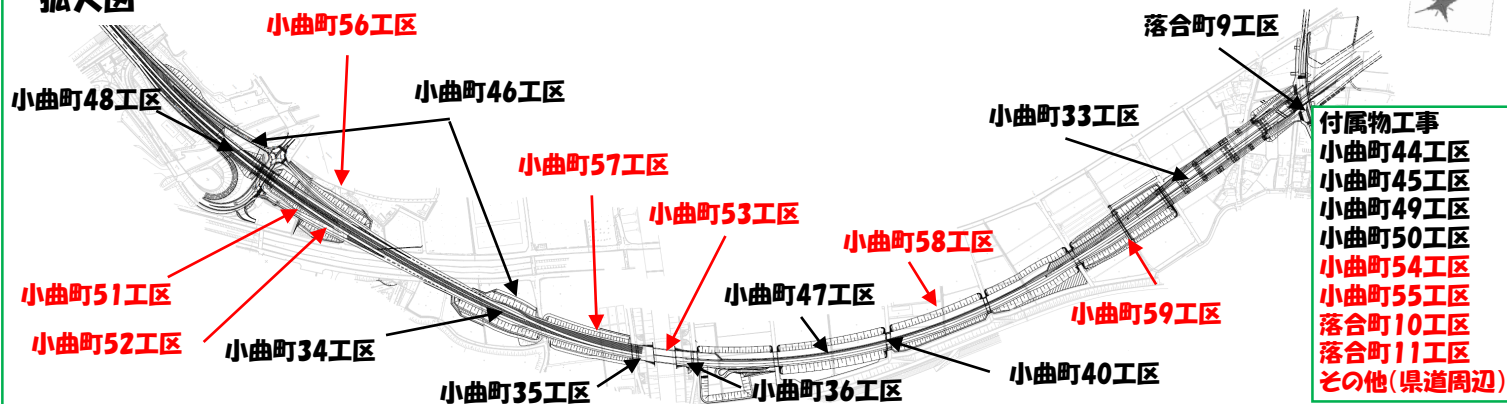 拡大図
小曲町56工区
落合町9工区
小曲町48工区
小曲町46工区
小曲町33工区
小曲町57工区
小曲町53工区
小曲町58工区
小曲町51工区
小曲町47工区
小曲町59工区
小曲町52工区
小曲町34工区
小曲町35工区
小曲町36工区
小曲町40工区
付属物工事
小曲町44工区
小曲町45工区
小曲町49工区
小曲町50工区
小曲町54工区
小曲町55工区
落合町10工区
落合町11工区
その他(県道周辺)